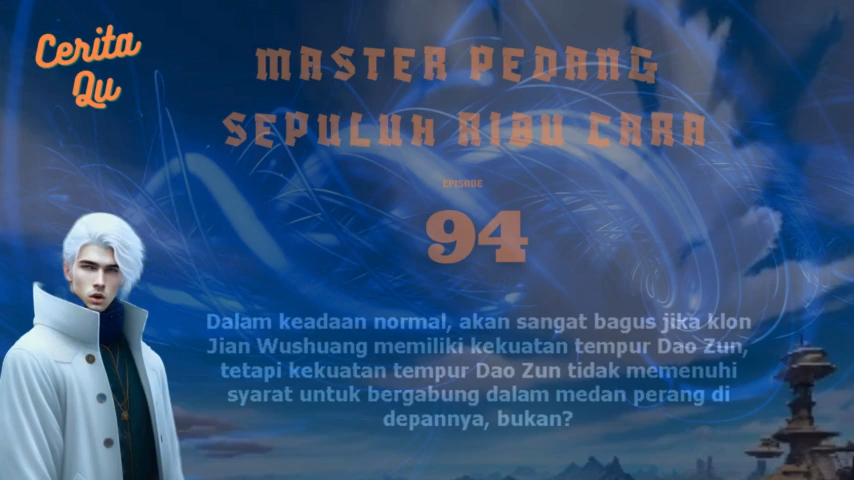 Cerita
Qu
MASTER PEDANG
SEPULUH RIBU CARA
EPISODE
94
Dalam keadaan normal, akan sangat bagus jika klon
Jian Wushuang memiliki kekuatan tempur Dao Zun,
tetapi kekuatan tempur Dao Zun tidak memenuhi
syarat untuk bergabung dalam medan perang di
depannya, bukan?